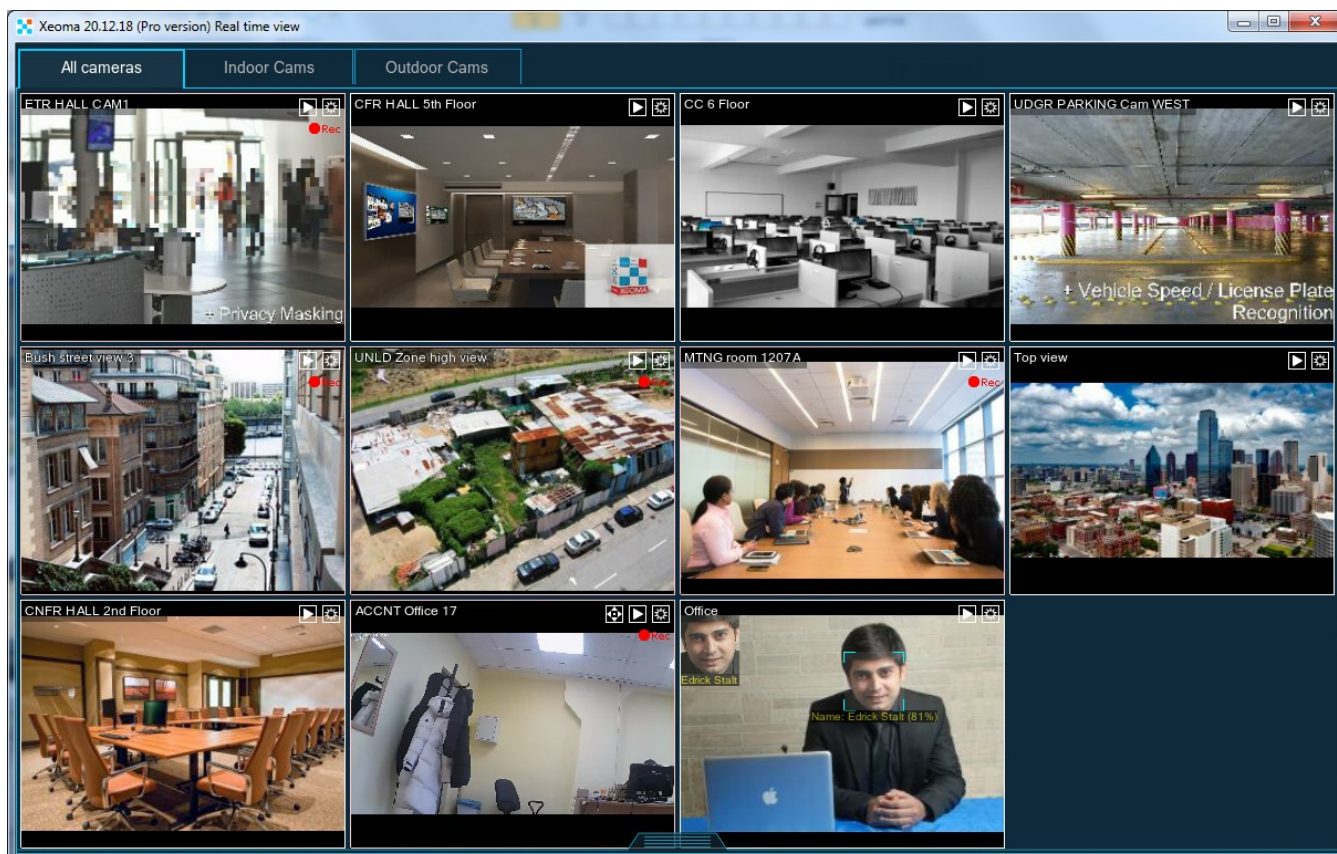 Xeoma 20.12.18 (Pro version) Real time view
All cameras
Indoor Cams
Outdoor Cams
ETR HALL CAM1
Rec
+ Privacy Masking
CFR HALL 5th Floor
XEOMA
CC 6 Floor
UDGR PARKING Cam WEST
+ Vehicle Speed / License Plate
Recognition
Bush street view 3
Rec
UNLD Zone high view
Rec
MTNG room 1207A
Rec
Top view
CNFR HALL 2nd Floor
ACCNT Office 17
Rec
Office
Edrick Stalt
Name: Edrick Stalt (81%)